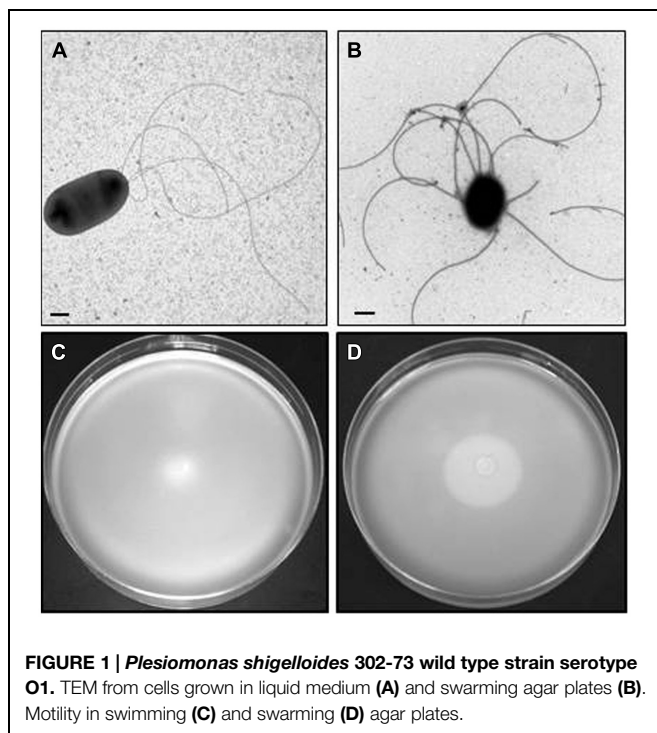 A
B
C
D
FIGURE 1 | Plesiomonas shigelloides 302-73 wild type strain serotype
O1. TEM from cells grown in liquid medium (A) and swarming agar plates (B).
Motility in swimming (C) and swarming (D) agar plates.